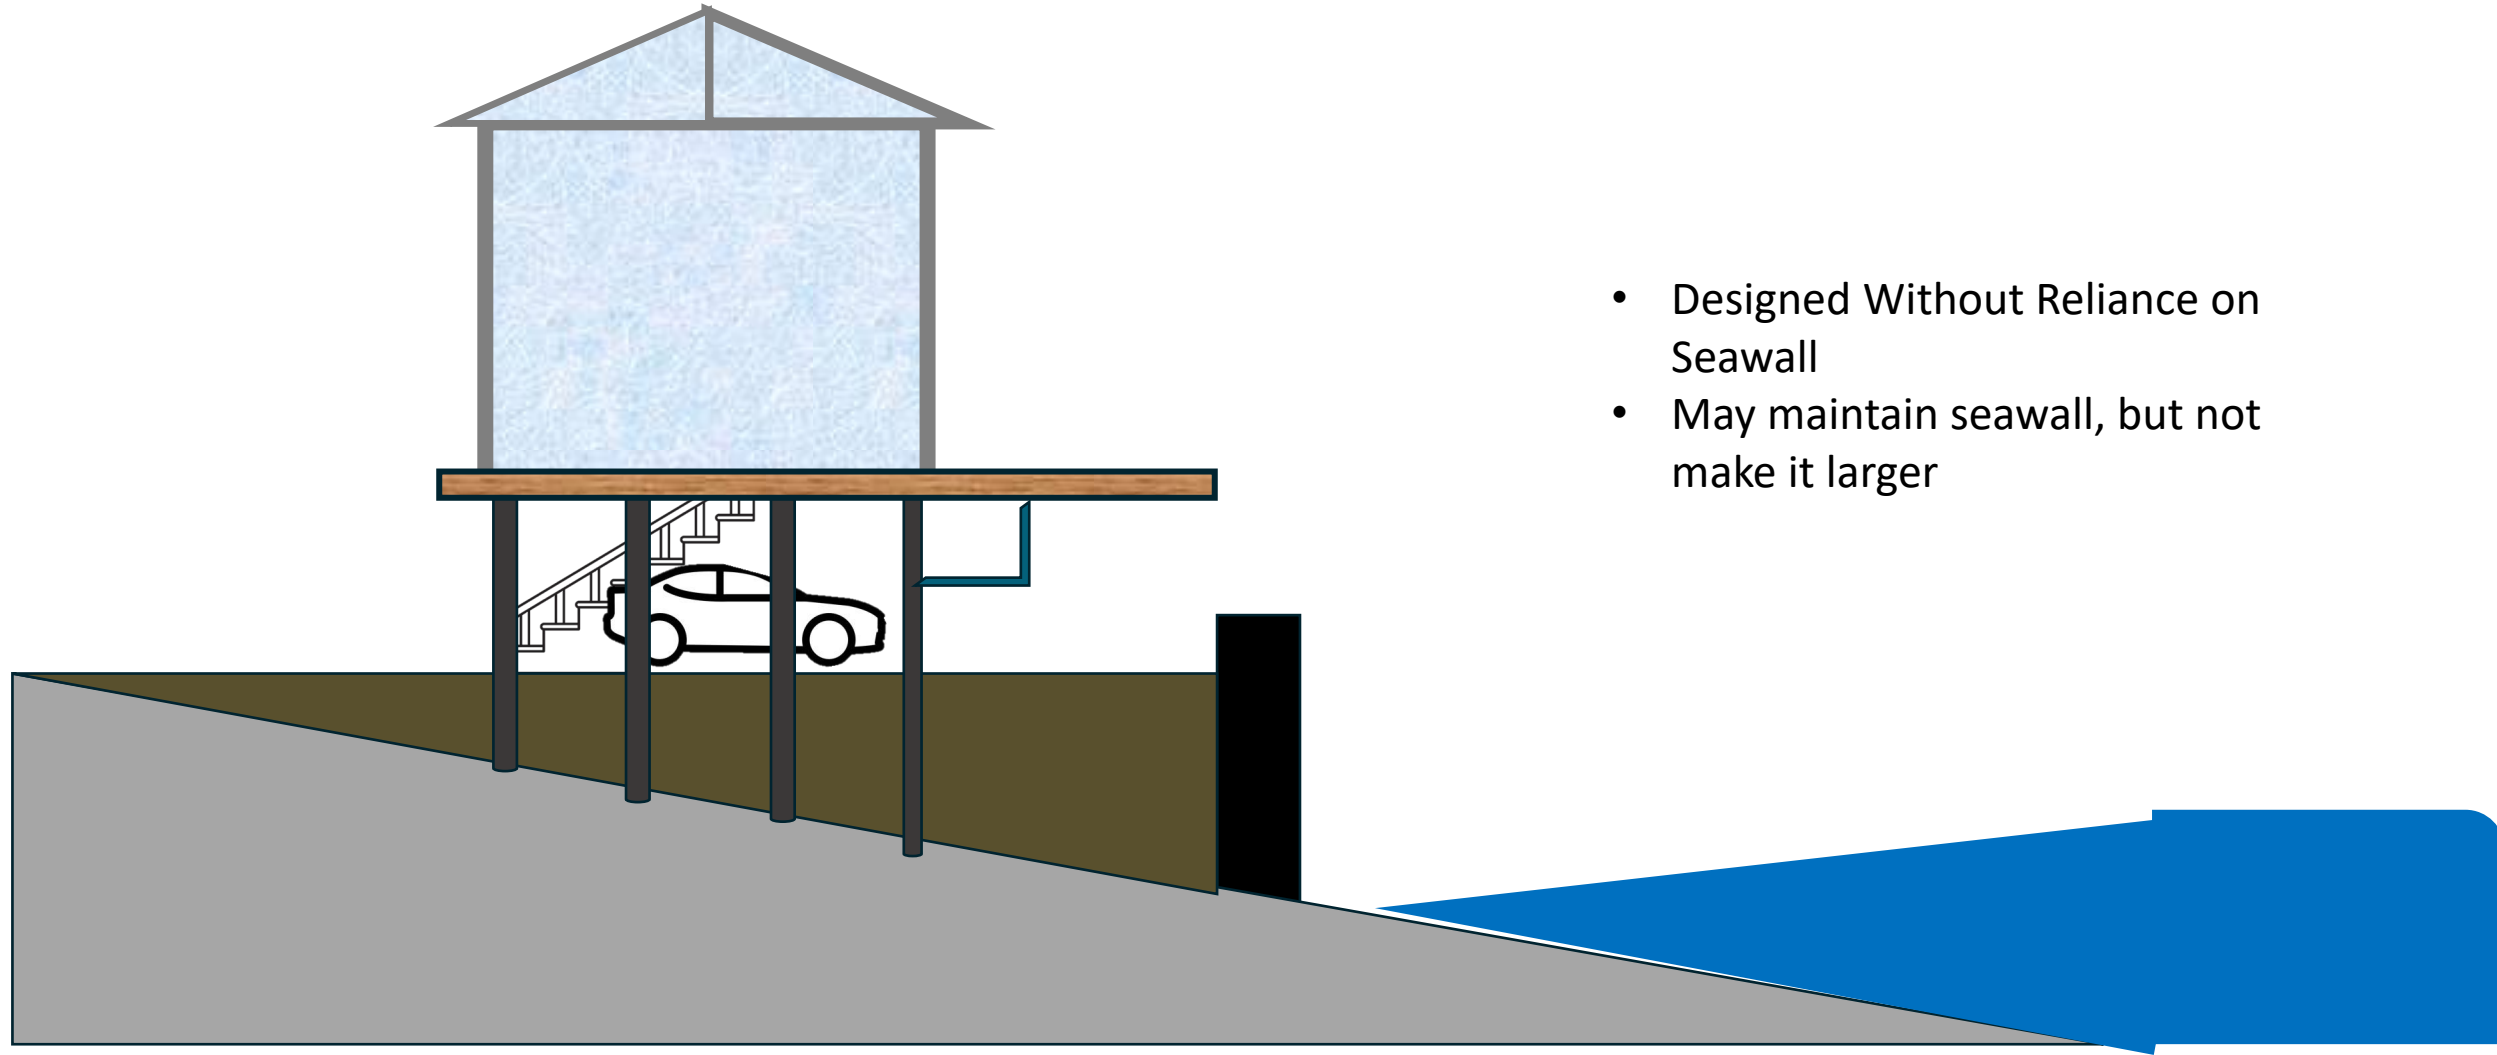 • Designed Without Reliance on
Seawall
• May maintain seawall, but not
make it larger